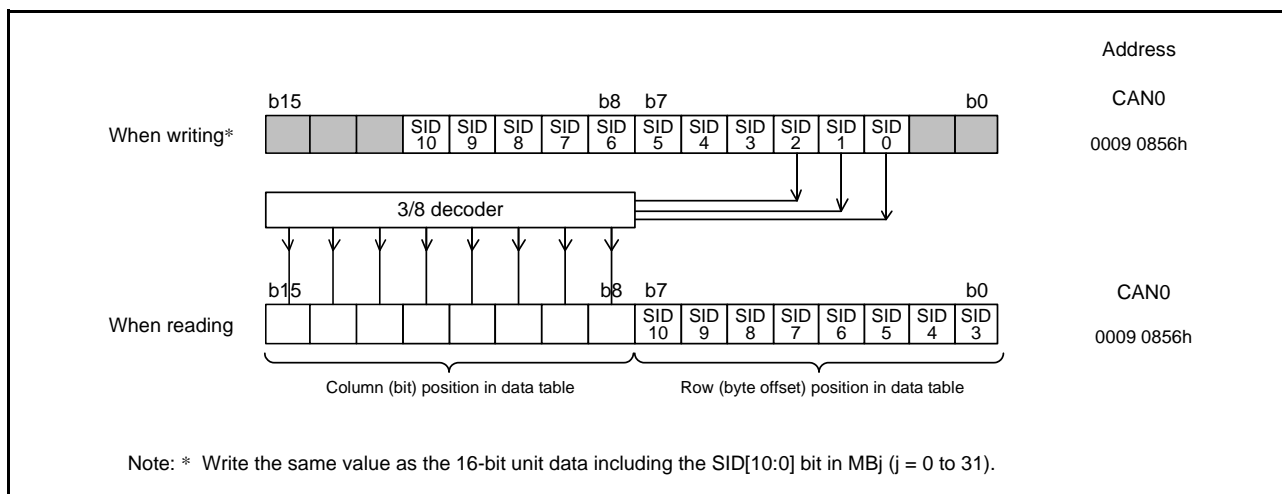 Address
b15 b8 b7 b0 CAN0
When writing* SID 10 SID 9 SID 8 SID 7 SID 6 SID 5 SID 4 SID 3 SID 2 SID 1 SID 0 0009 0856h
3/8 decoder
b15 b8 b7 b0 CAN0
When reading SID 10 SID 9 SID 8 SID 7 SID 6 SID 5 SID 4 SID 3 0009 0856h
Column (bit) position in data table Row (byte offset) position in data table
Note: * Write the same value as the 16-bit unit data including the SID[10:0] bit in MBj (j = 0 to 31).